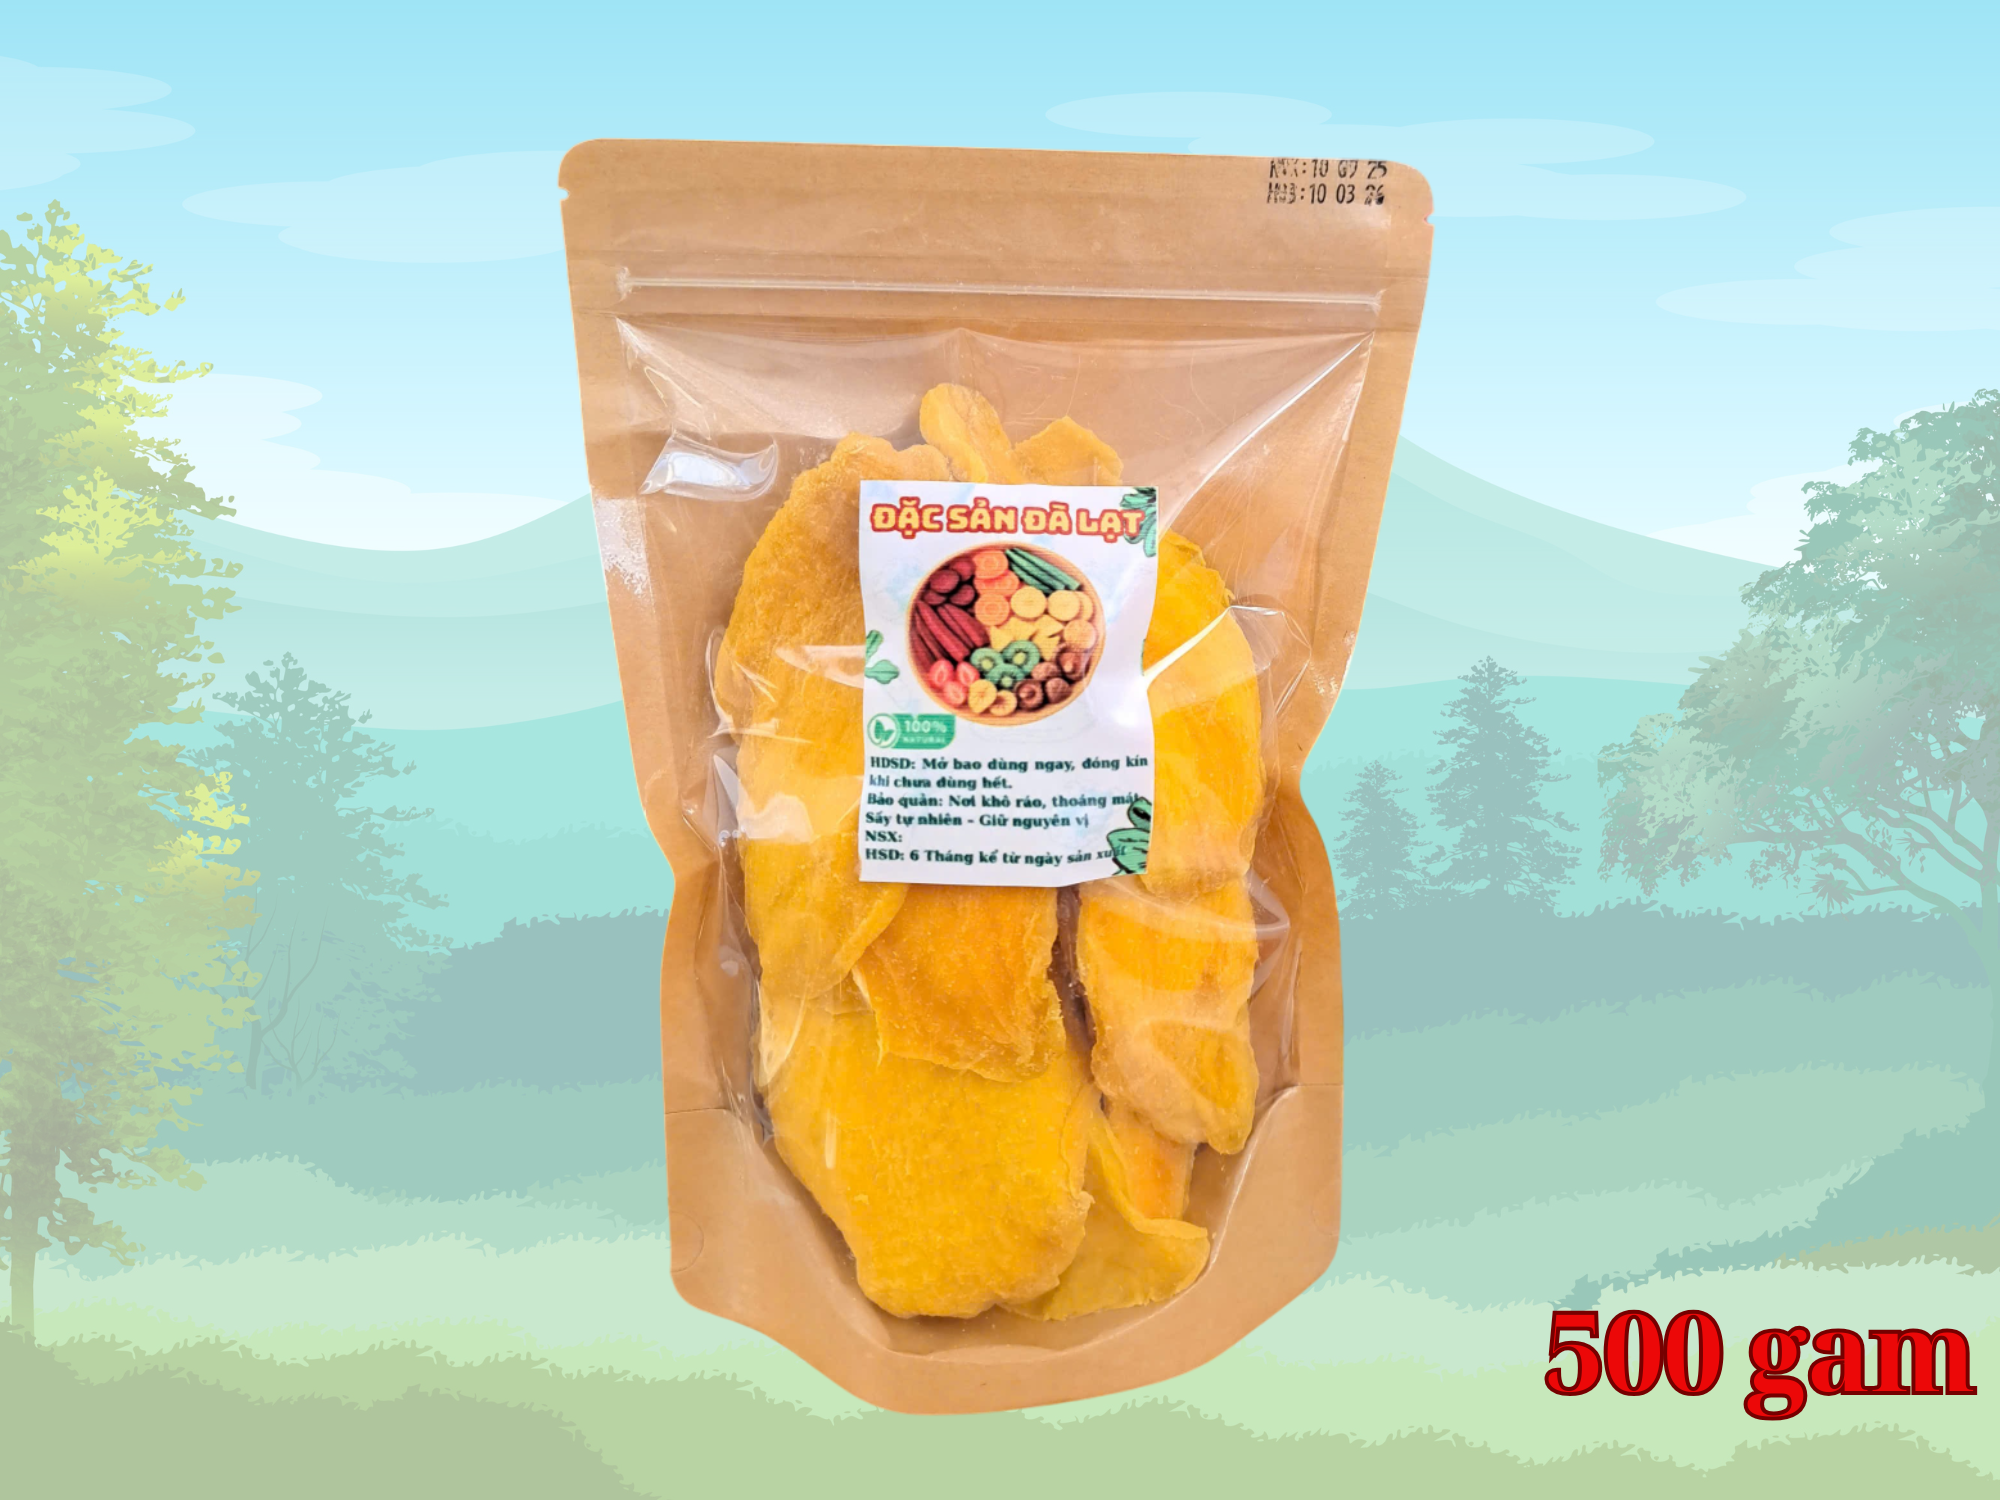 NSX: 10 09 25
HSD: 10 03 26
ĐẶC SẢN ĐÀ LẠT
100%
NATURAL
HDSD: Mở bao dùng ngay, đóng kín
khi chưa dùng hết.
Bảo quản: Nơi khô ráo, thoáng mát
Sấy tự nhiên - Giữ nguyên vị
NSX:
HSD: 6 Tháng kể từ ngày sản xuất
500 gam